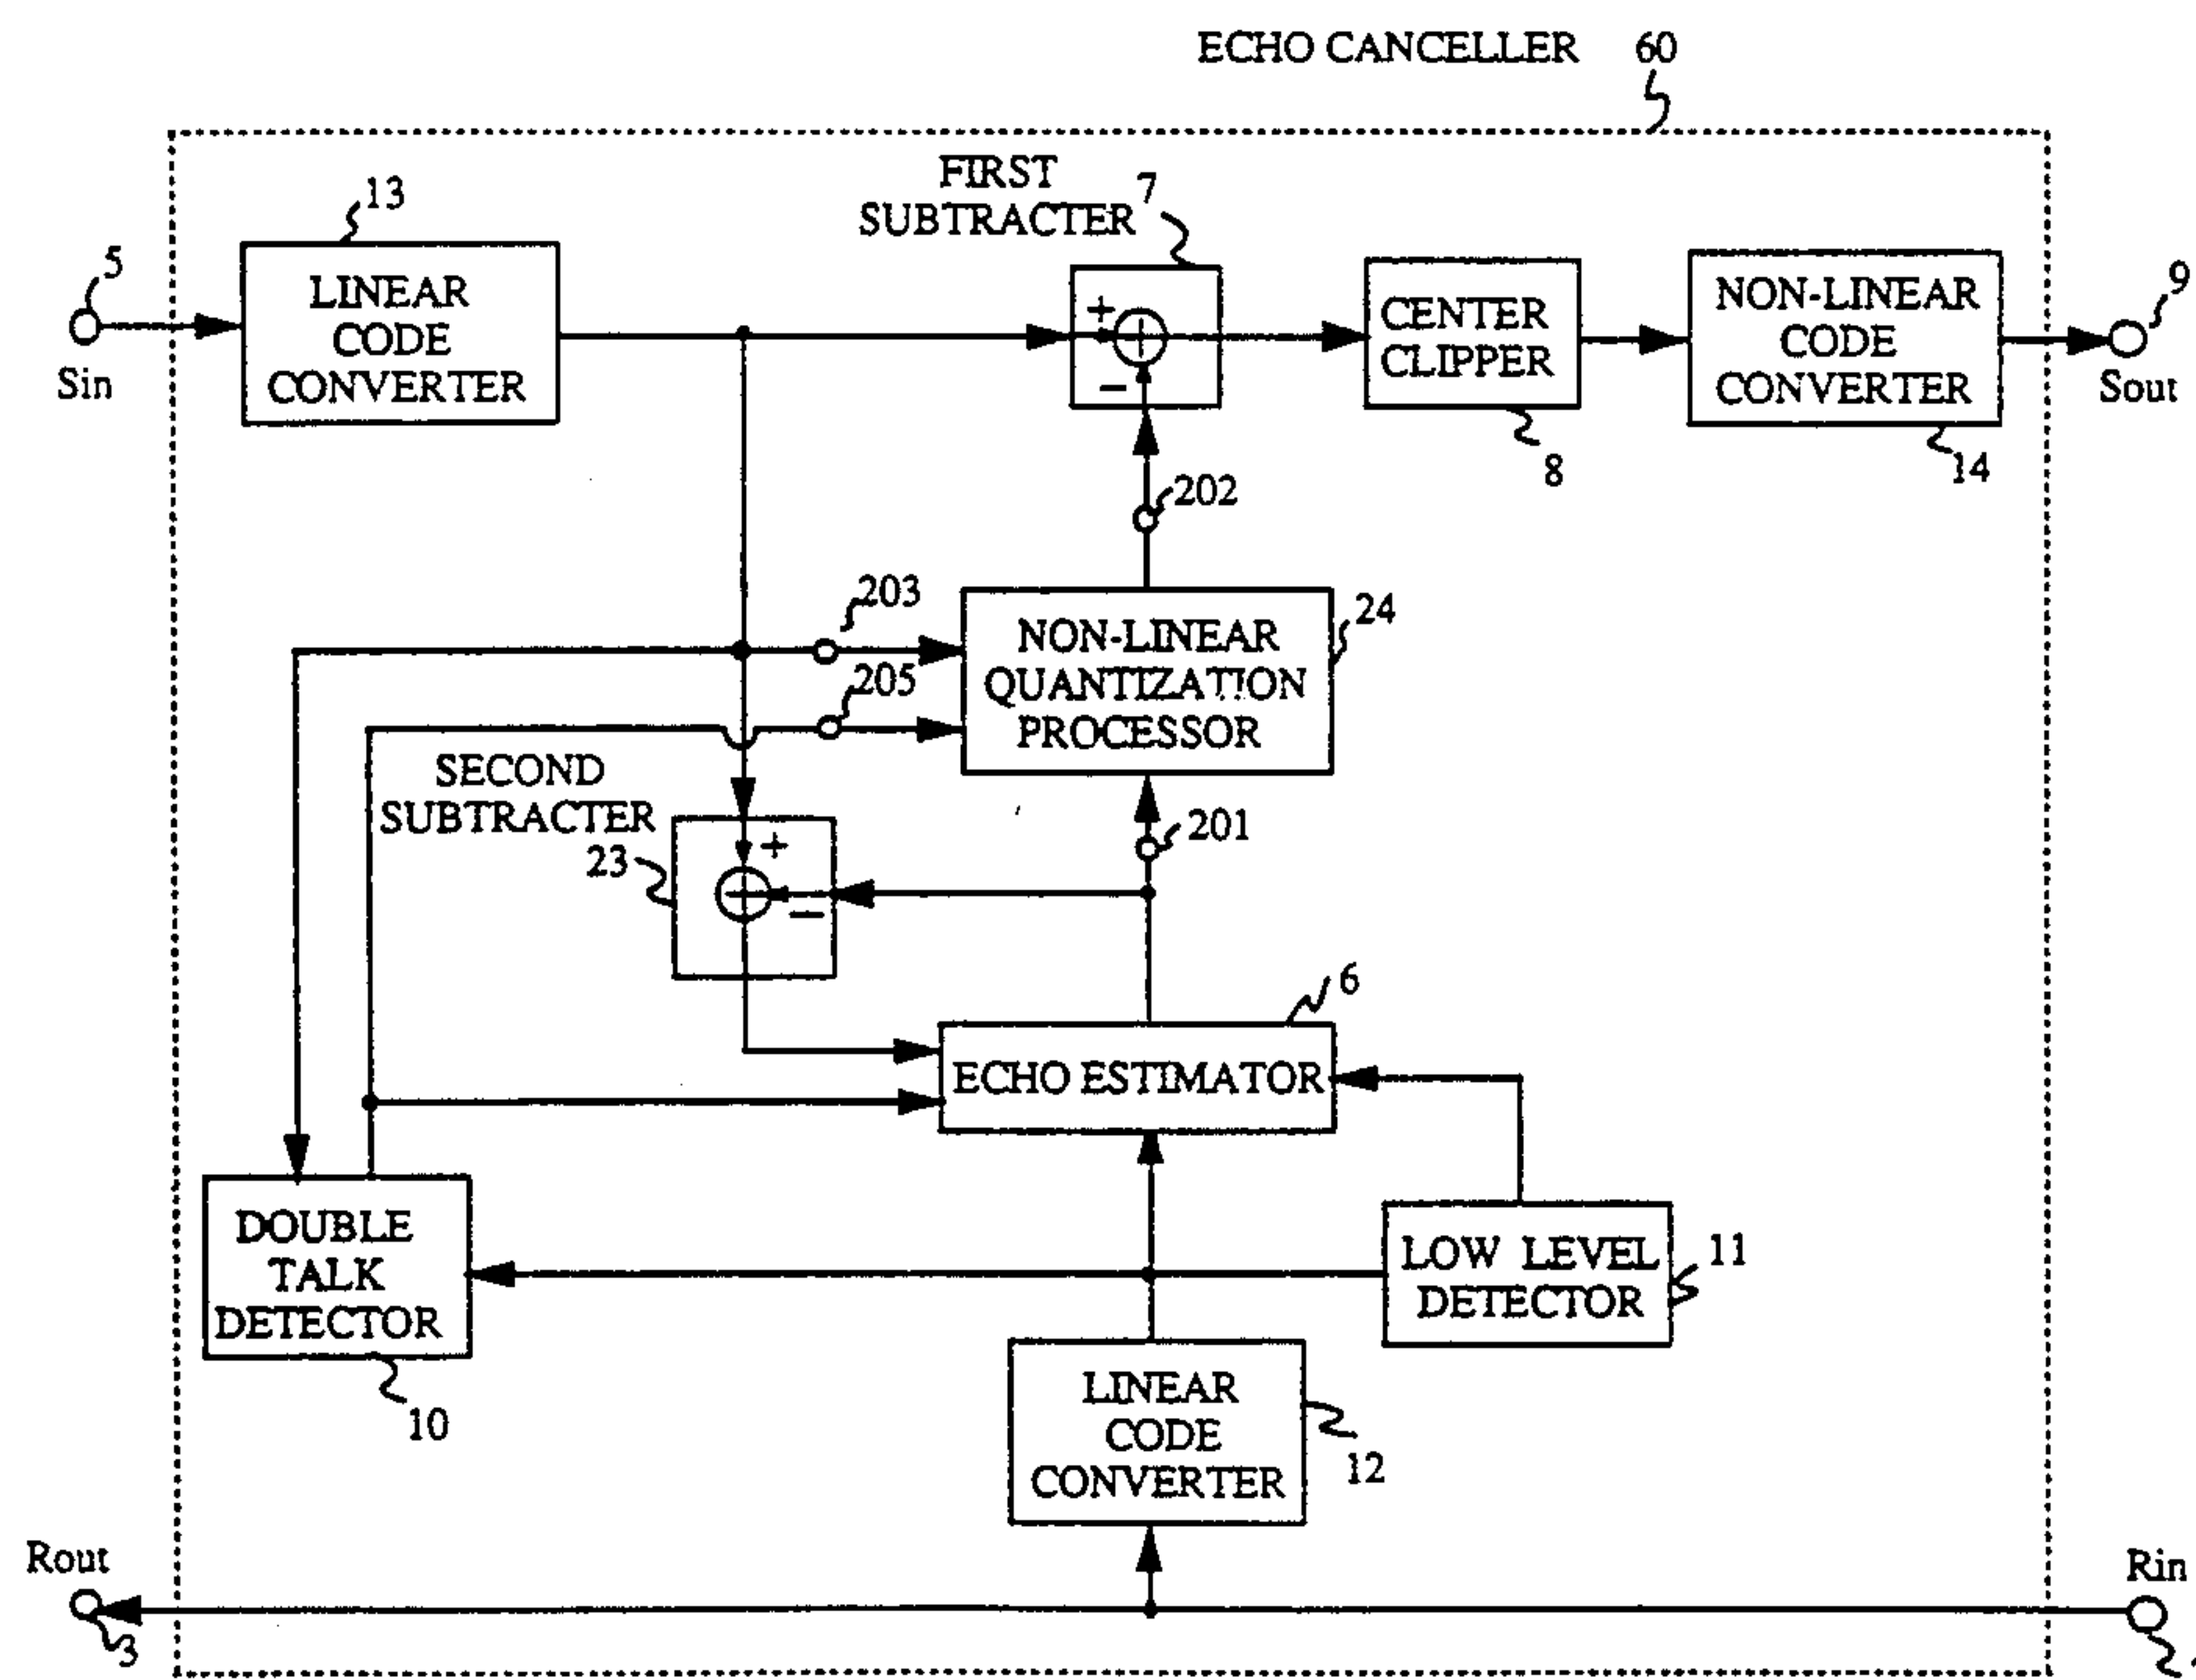 ECHO CANCELLER 60
FIRST
SUBTRACTER 7
13
LINEAR
CODE
CONVERTER
5
Sin
+
−
CENTER
CLIPPER
8
NON-LINEAR
CODE
CONVERTER
14
9
Sout
202
203
205
NON-LINEAR
QUANTIZATION
PROCESSOR
24
SECOND
SUBTRACTER
23
+
−
201
6
ECHO ESTIMATOR
DOUBLE
TALK
DETECTOR
10
LOW LEVEL
DETECTOR
11
LINEAR
CODE
CONVERTER
12
Rout
3
Rin